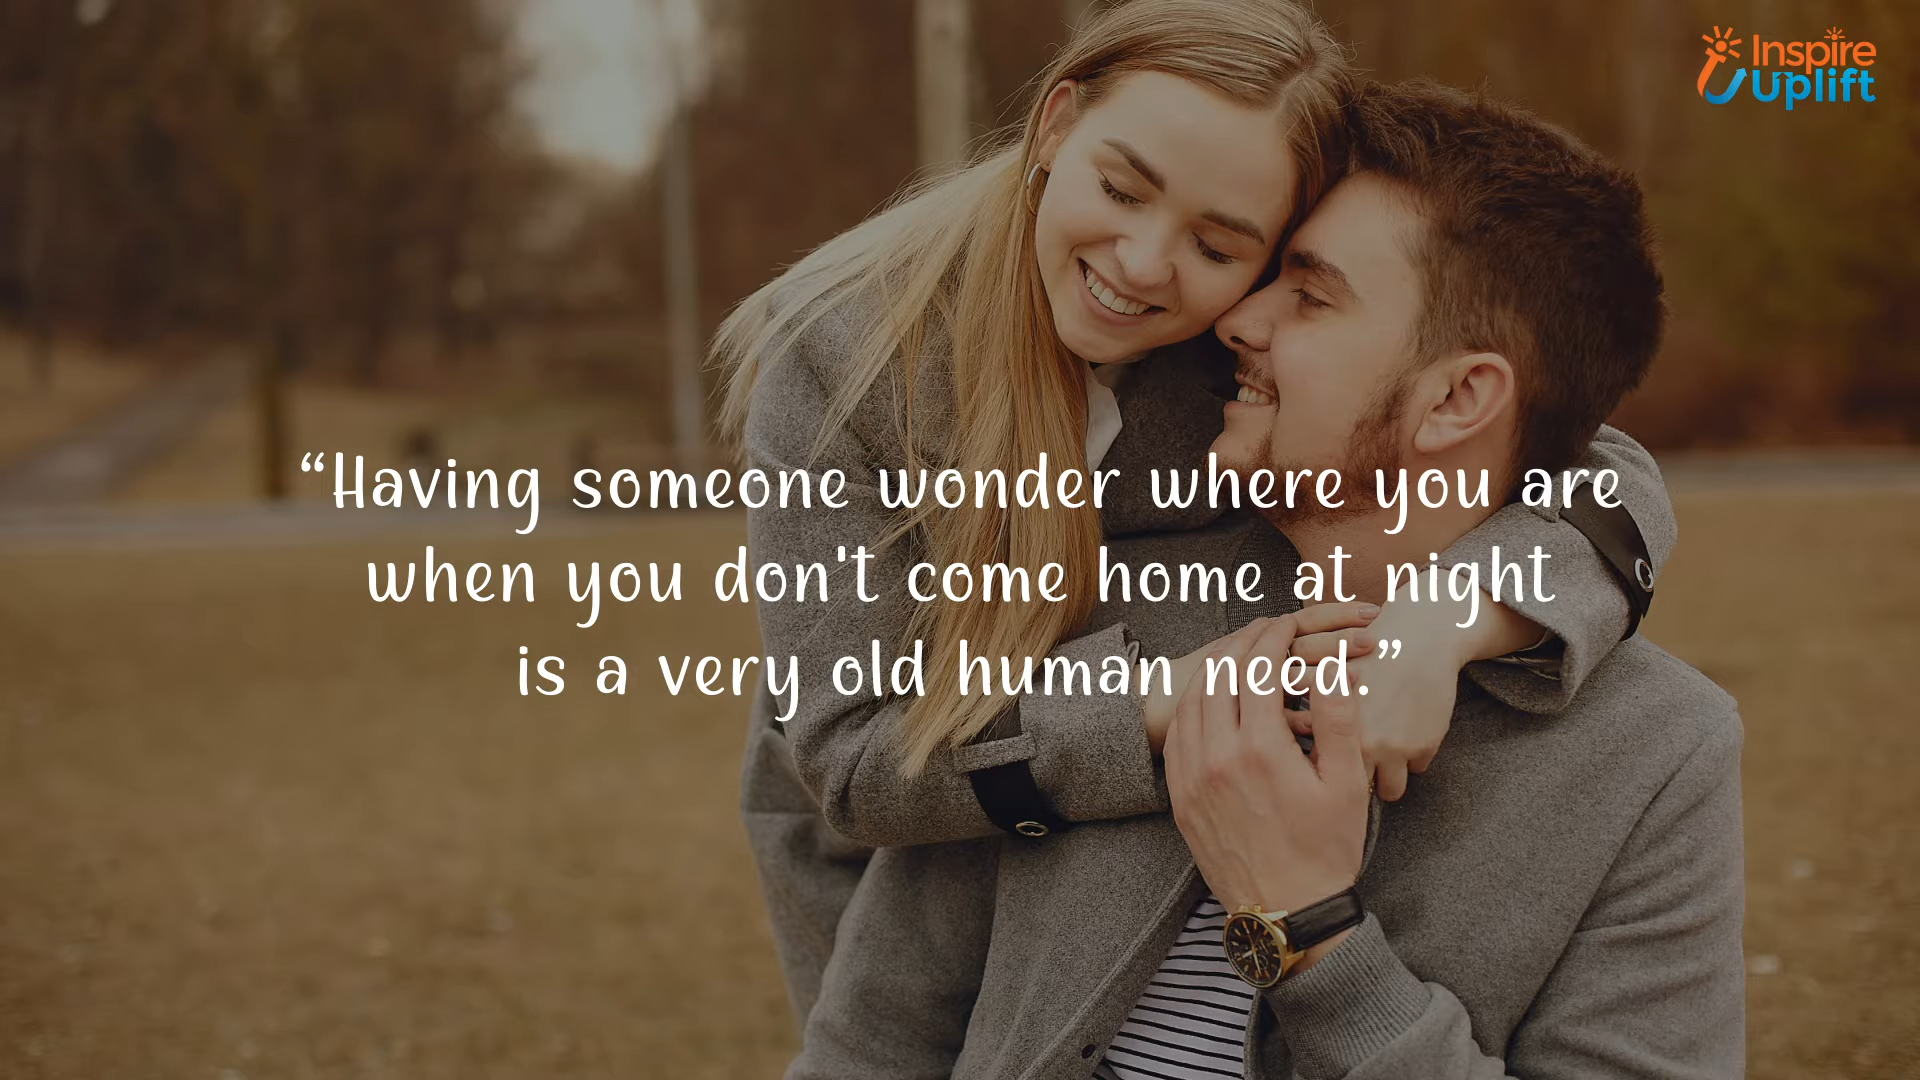 Inspire
Uplift
“Having someone wonder where you are
when you don't come home at night
is a very old human need.”